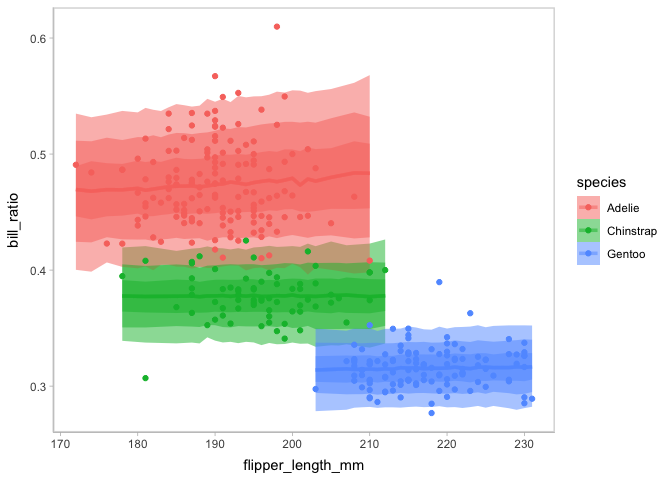 0.6
0.5
0.4
0.3
bill_ratio
170
180
190
200
210
220
230
flipper_length_mm
species
Adelie
Chinstrap
Gentoo